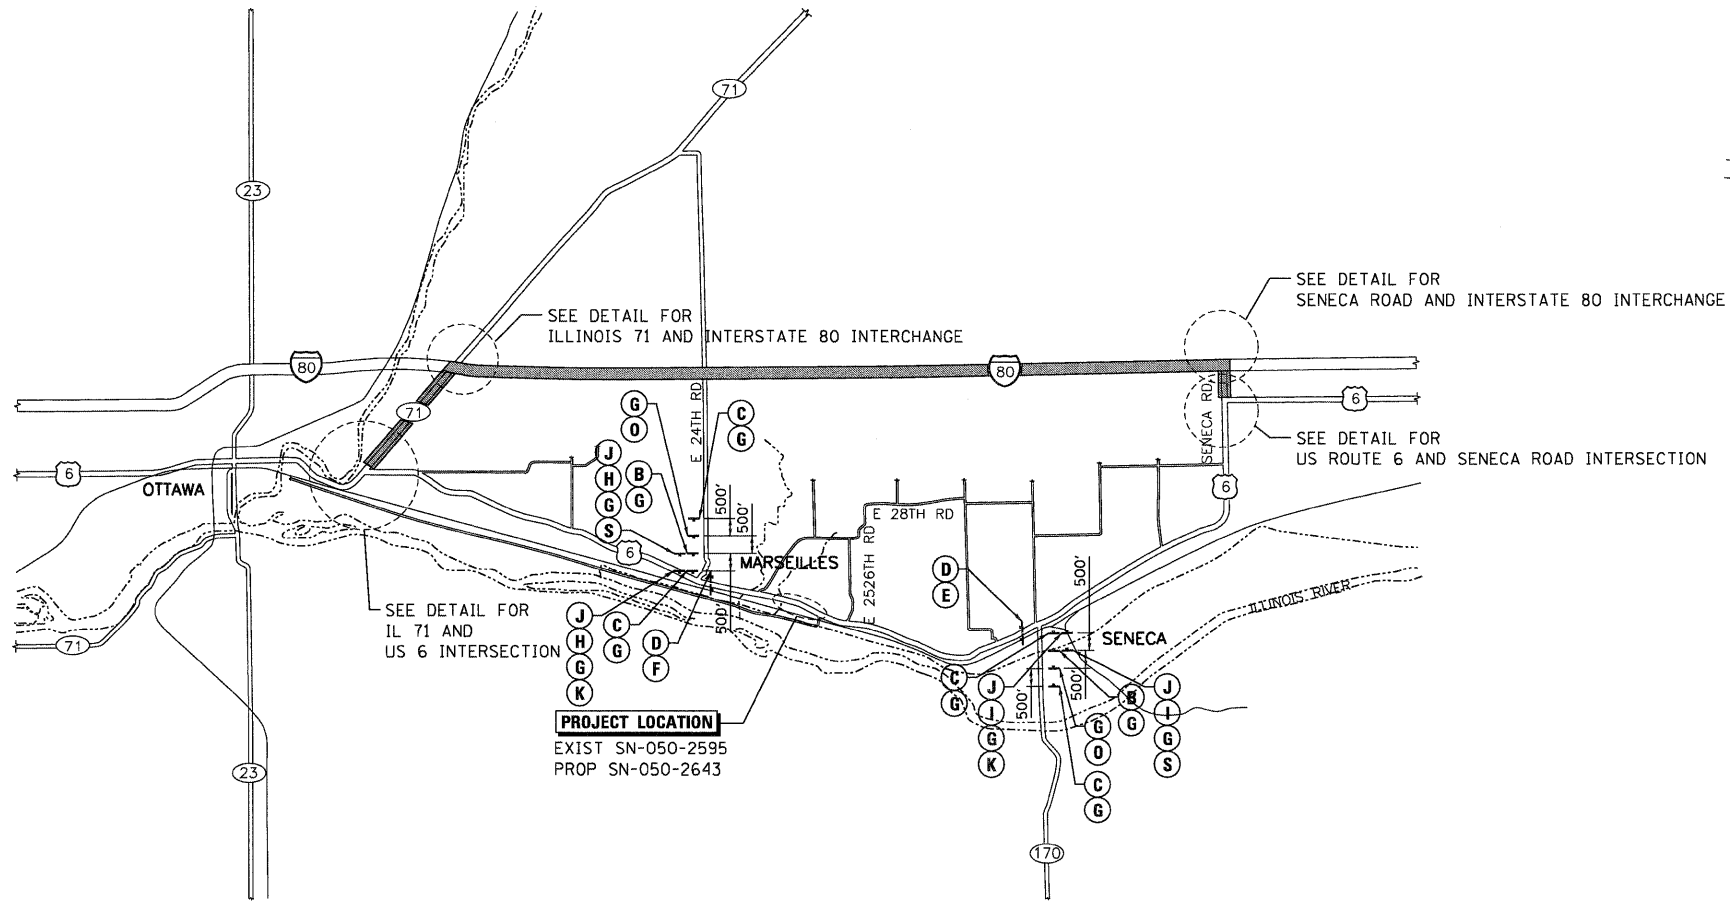 71
23
SEE DETAIL FOR
SENECA ROAD AND INTERSTATE 80 INTERCHANGE
SEE DETAIL FOR
ILLINOIS 71 AND INTERSTATE 80 INTERCHANGE
80
80
71
E 24TH RD
SENECA RD
6
G
O
C
G
SEE DETAIL FOR
US ROUTE 6 AND SENECA ROAD INTERSECTION
6
OTTAWA
J
H
G
S
B
G
500'
500'
6
E 28TH RD
E 2526TH RD
6
MARSEILLES
500'
D
E
500'
ILLINOIS RIVER
SEE DETAIL FOR
IL 71 AND
US 6 INTERSECTION
71
J
H
G
K
C
G
D
F
SENECA
C
G
J
I
G
K
500'
500'
B
G
J
I
G
S
G
O
C
G
PROJECT LOCATION
EXIST SN-050-2595
PROP SN-050-2643
23
170